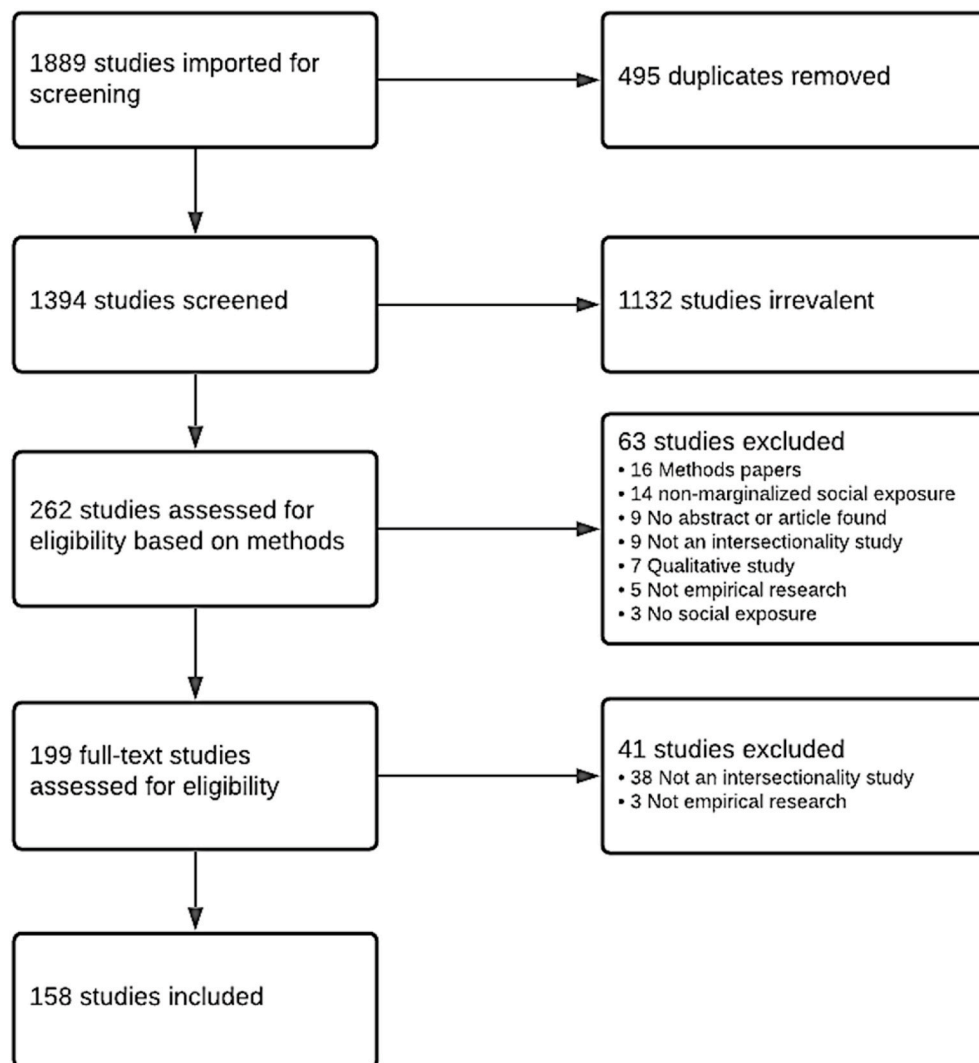 1889 studies imported for
screening
495 duplicates removed
1394 studies screened
1132 studies irrevalent
262 studies assessed for
eligibility based on methods
63 studies excluded
• 16 Methods papers
• 14 non-marginalized social exposure
• 9 No abstract or article found
• 9 Not an intersectionality study
• 7 Qualitative study
• 5 Not empirical research
• 3 No social exposure
199 full-text studies
assessed for eligibility
41 studies excluded
• 38 Not an intersectionality study
• 3 Not empirical research
158 studies included